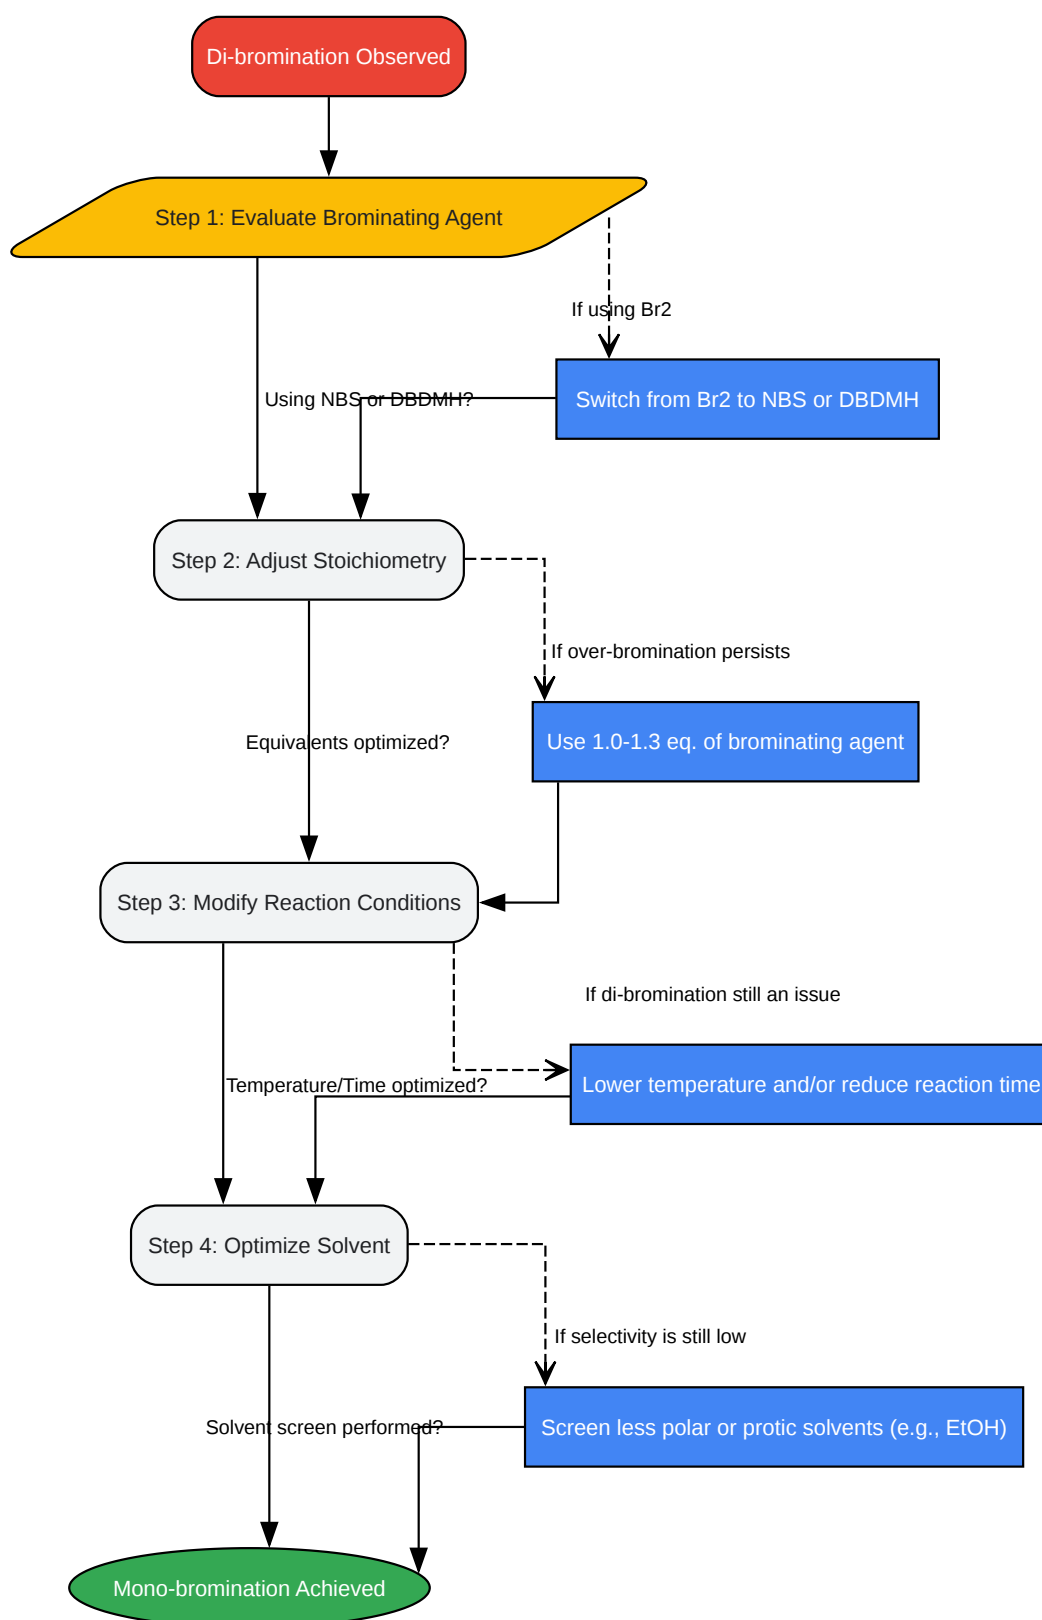 Di-bromination Observed
Step 1: Evaluate Brominating Agent
If using Br2
Using NBS or DBDMH?
Switch from Br2 to NBS or DBDMH
Step 2: Adjust Stoichiometry
If over-bromination persists
Equivalents optimized?
Use 1.0-1.3 eq. of brominating agent
Step 3: Modify Reaction Conditions
If di-bromination still an issue
Temperature/Time optimized?
Lower temperature and/or reduce reaction time
Step 4: Optimize Solvent
If selectivity is still low
Solvent screen performed?
Screen less polar or protic solvents (e.g., EtOH)
Mono-bromination Achieved